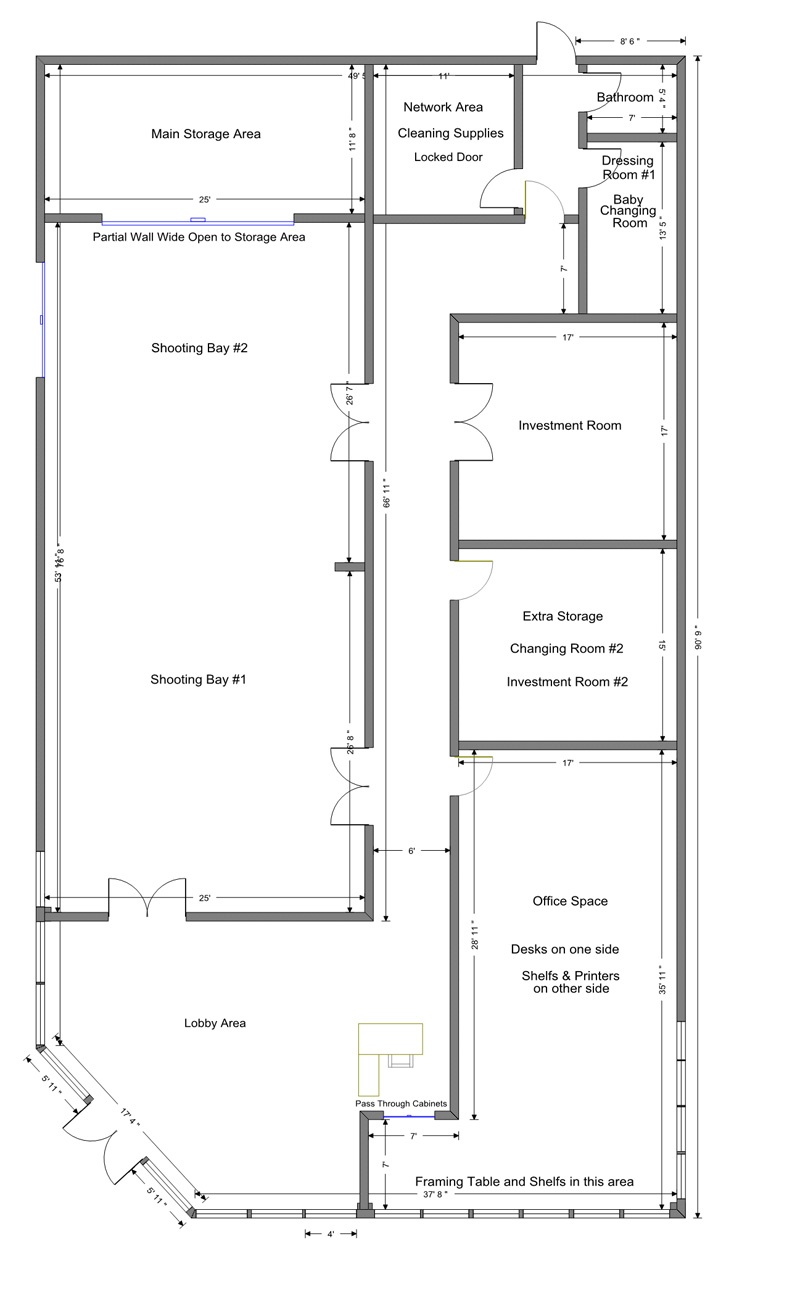 8' 6 "
49' 5
11'
Bathroom
5' 4 "
7'
Network Area
Cleaning Supplies
Locked Door
Main Storage Area
11' 8 "
25'
Dressing
Room #1
Baby
Changing
Room
13' 5 "
Partial Wall Wide Open to Storage Area
7'
17'
Shooting Bay #2
26' 7 "
Investment Room
17'
66' 11 "
Extra Storage
Changing Room #2
Investment Room #2
15'
90' 9 "
Shooting Bay #1
26' 8 "
17'
6'
25'
Office Space
28' 11 "
Desks on one side
Shelfs & Printers
on other side
35' 11 "
Lobby Area
5' 11 "
17' 4 "
Pass Through Cabinets
7'
7'
Framing Table and Shelfs in this area
37' 8 "
5' 11 "
4'